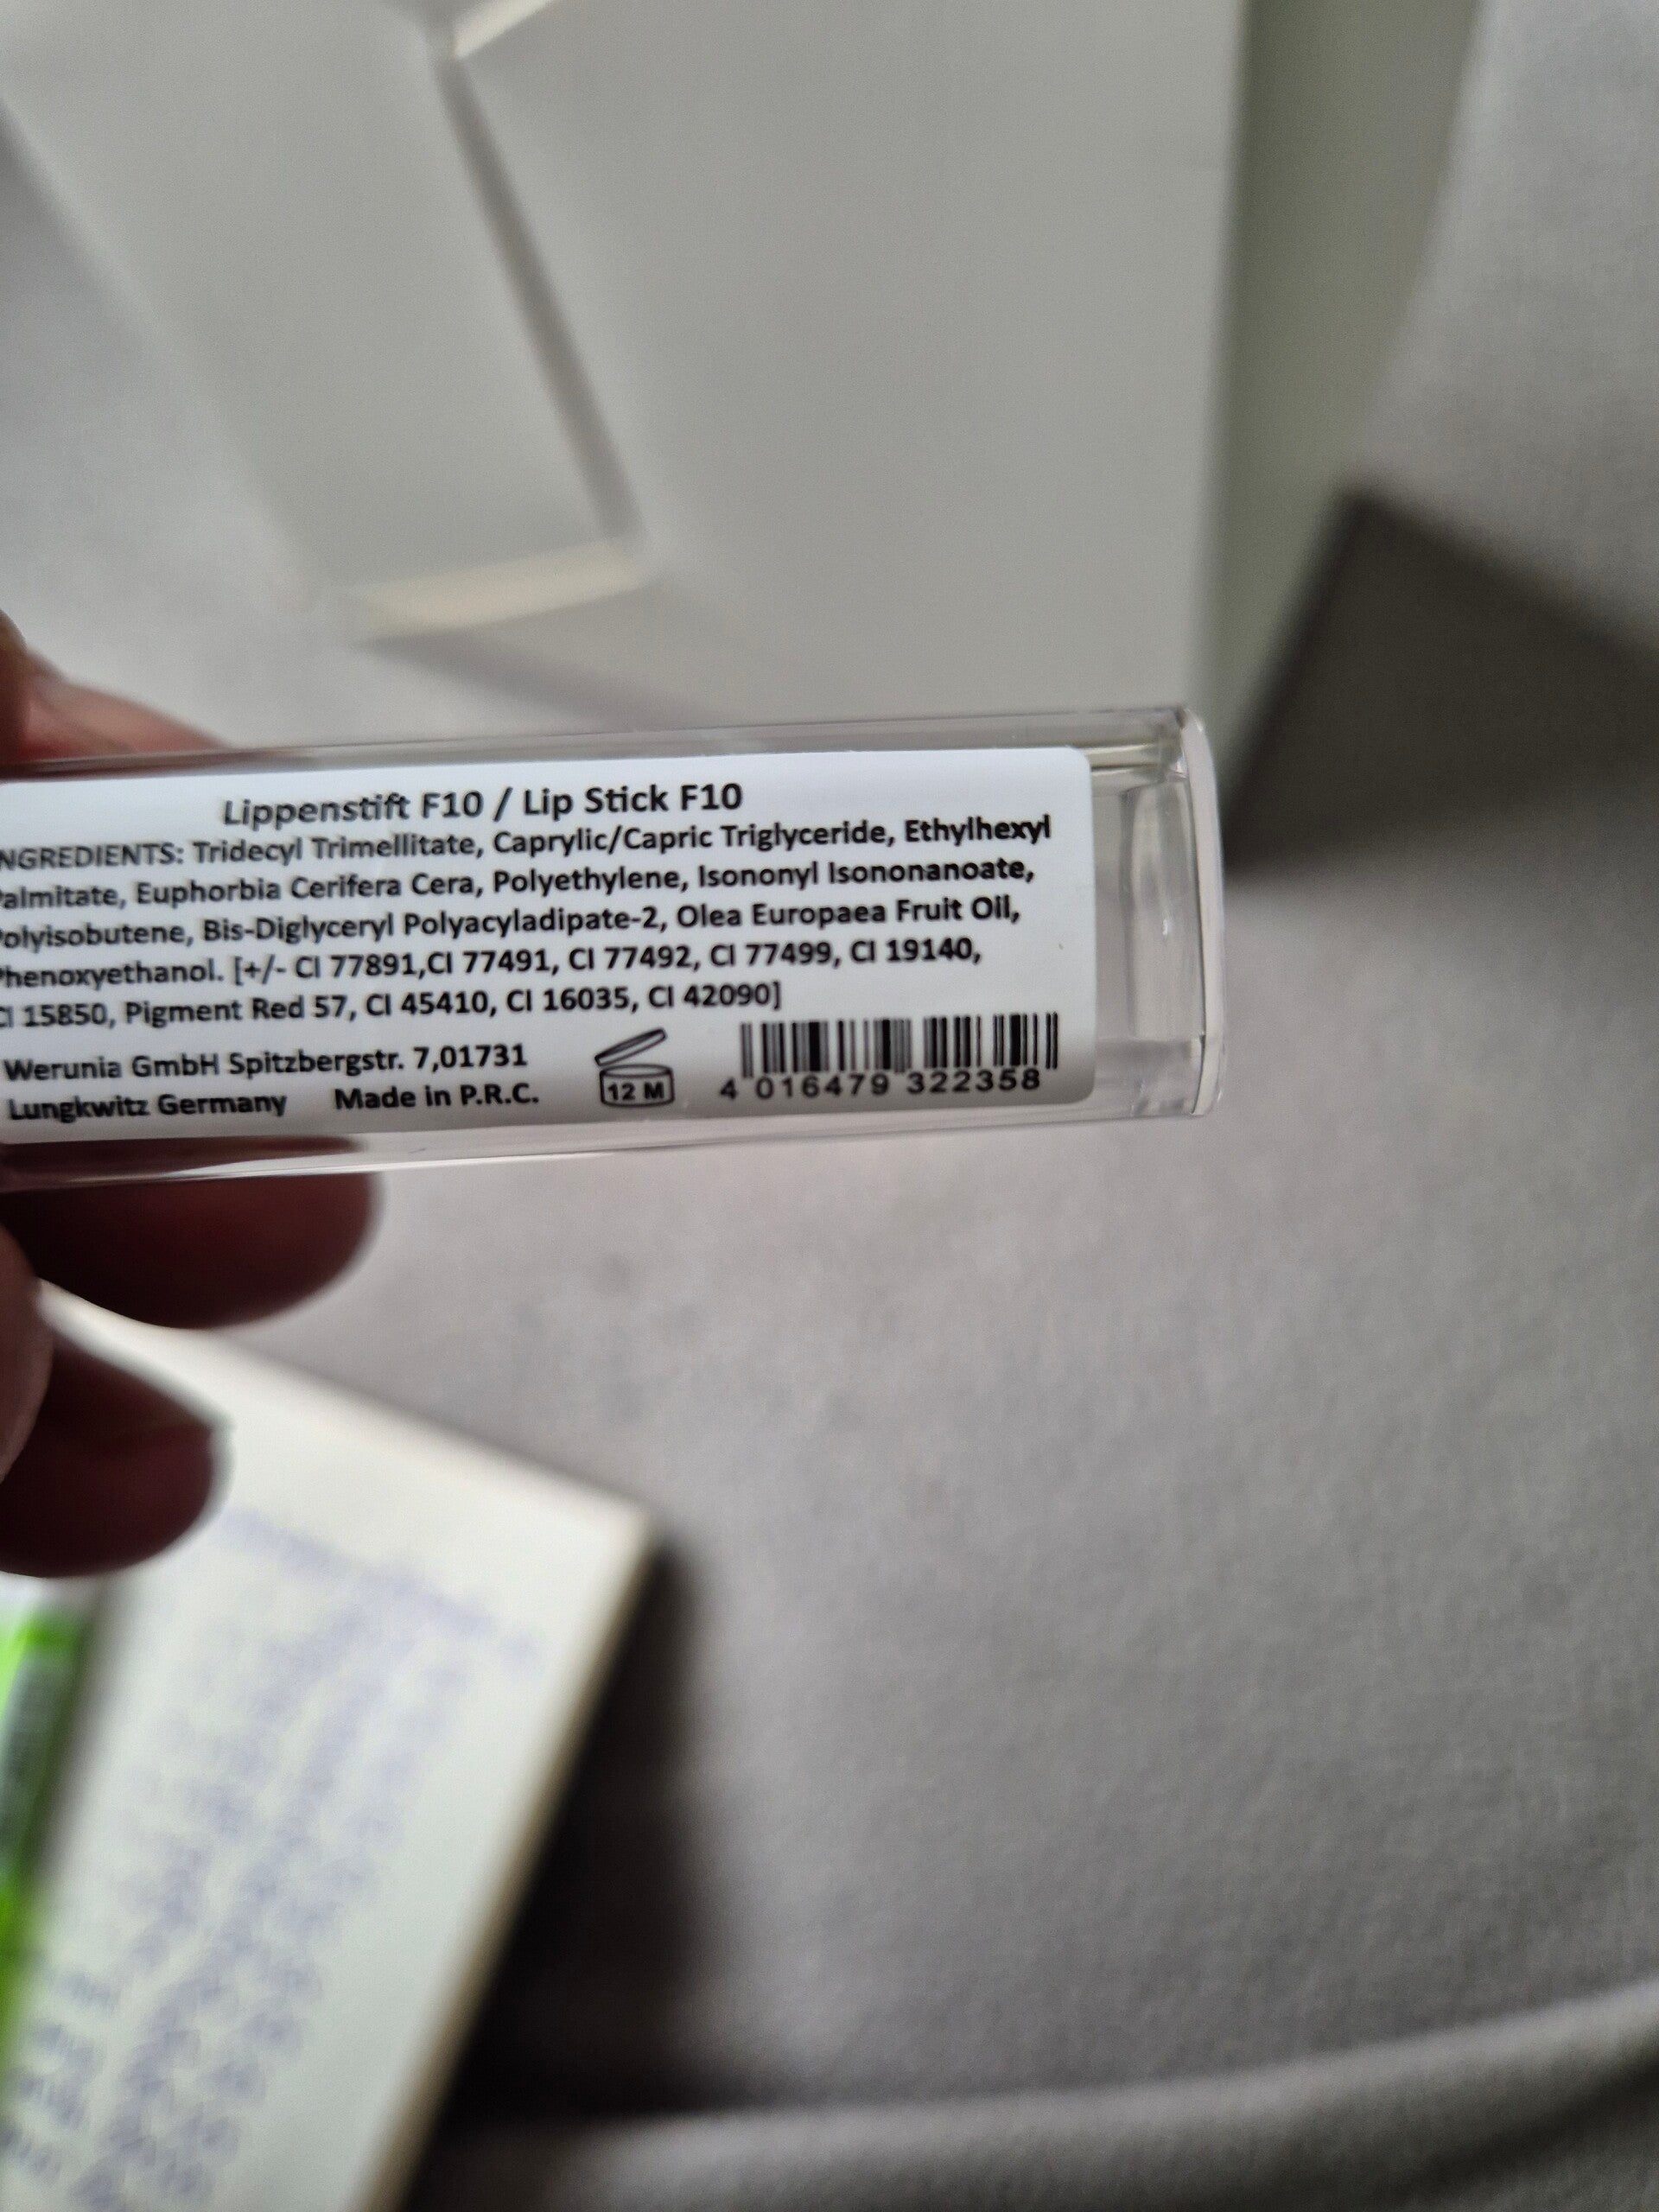 Lippenstift F10 / Lip Stick F10
NGREDIENTS: Tridecyl Trimellitate, Caprylic/Capric Triglyceride, Ethylhexyl
Palmitate, Euphorbia Cerifera Cera, Polyethylene, Isononyl Isononanoate,
Polyisobutene, Bis-Diglyceryl Polyacyladipate-2, Olea Europaea Fruit Oil,
Phenoxyethanol. [+/- CI 77891,CI 77491, CI 77492, CI 77499, CI 19140,
CI 15850, Pigment Red 57, CI 45410, CI 16035, CI 42090]
Werunia GmbH Spitzbergstr. 7,01731
Lungkwitz Germany Made in P.R.C.
12 M
4 016479 322358